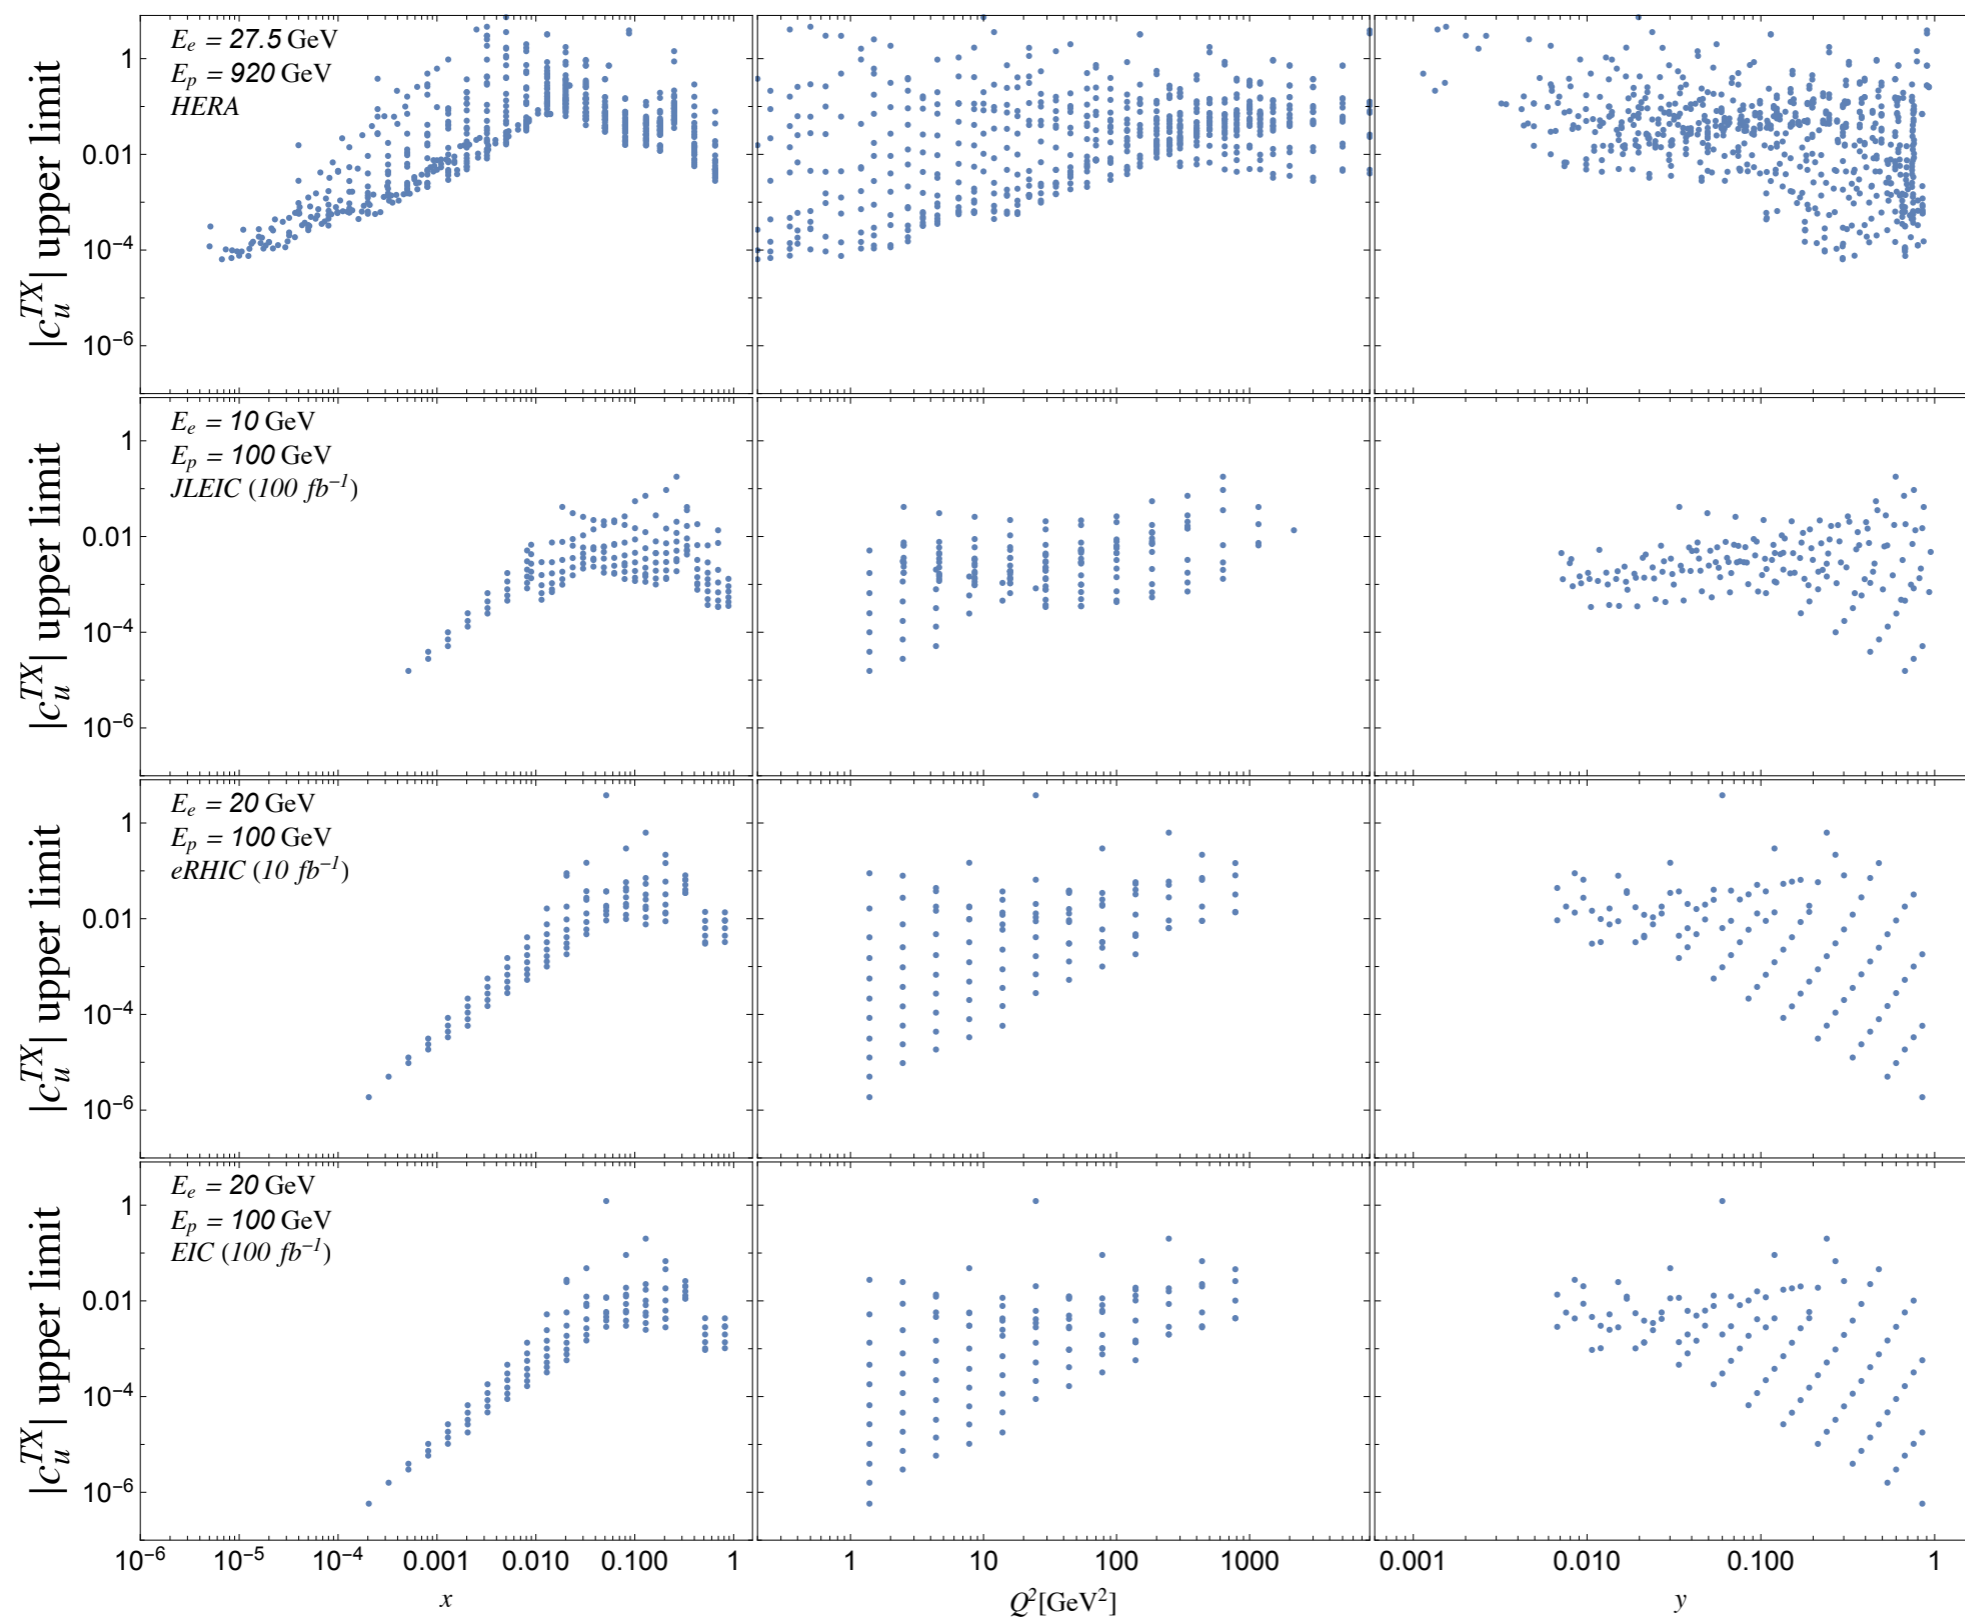 |c_u^{TX}| upper limit
E_e = 27.5 GeV
E_p = 920 GeV
HERA
1
0.01
10^{-4}
10^{-6}
|c_u^{TX}| upper limit
E_e = 10 GeV
E_p = 100 GeV
JLEIC (100 fb^{-1})
1
0.01
10^{-4}
10^{-6}
|c_u^{TX}| upper limit
E_e = 20 GeV
E_p = 100 GeV
eRHIC (10 fb^{-1})
1
0.01
10^{-4}
10^{-6}
|c_u^{TX}| upper limit
E_e = 20 GeV
E_p = 100 GeV
EIC (100 fb^{-1})
1
0.01
10^{-4}
10^{-6}
10^{-6} 10^{-5} 10^{-4} 0.001 0.010 0.100 1
1 10 100 1000
0.001 0.010 0.100 1
x
Q^2[GeV^2]
y